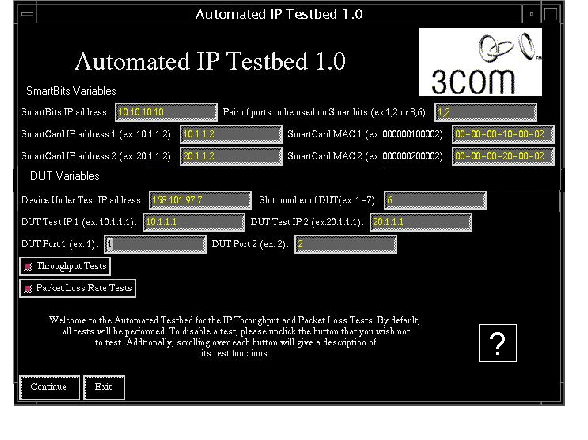 Automated IP Testbed 1.0
Automated IP Testbed 1.0
3COM
SmartBits Variables
SmartBits IP address: 10.10.10.10 Pair of ports to be used on Smartbits (ex 1,2 or 3,6): 1,2
SmartCard IP address 1 (ex 10.1.1.2): 10.1.1.2 SmartCard MAC 1 (ex 000000100002): 00-00-00-10-00-02
SmartCard IP address 2 (ex 20.1.1.2): 20.1.1.2 SmartCard MAC 2 (ex 000000200002): 00-00-00-20-00-02
DUT Variables
Device Under Test IP address: 158.101.97.7 Slot number of DUT(ex 1-7): 6
DUT Test IP 1 (ex. 10.1.1.1): 10.1.1.1 DUT Test IP 2 (ex.20.1.1.1): 20.1.1.1
DUT Port 1 (ex. 1): 1 DUT Port 2 (ex. 2): 2
Throughput Tests
Packet Loss Rate Tests
Welcome to the Automated Testbed for the IP Throughput and Packet Loss Tests. By default,
all tests will be performed. To disable a test, please unclick the button that you wish not
to test. Additionally, scrolling over each button will give a description of
its test functions.
?
Continue Exit